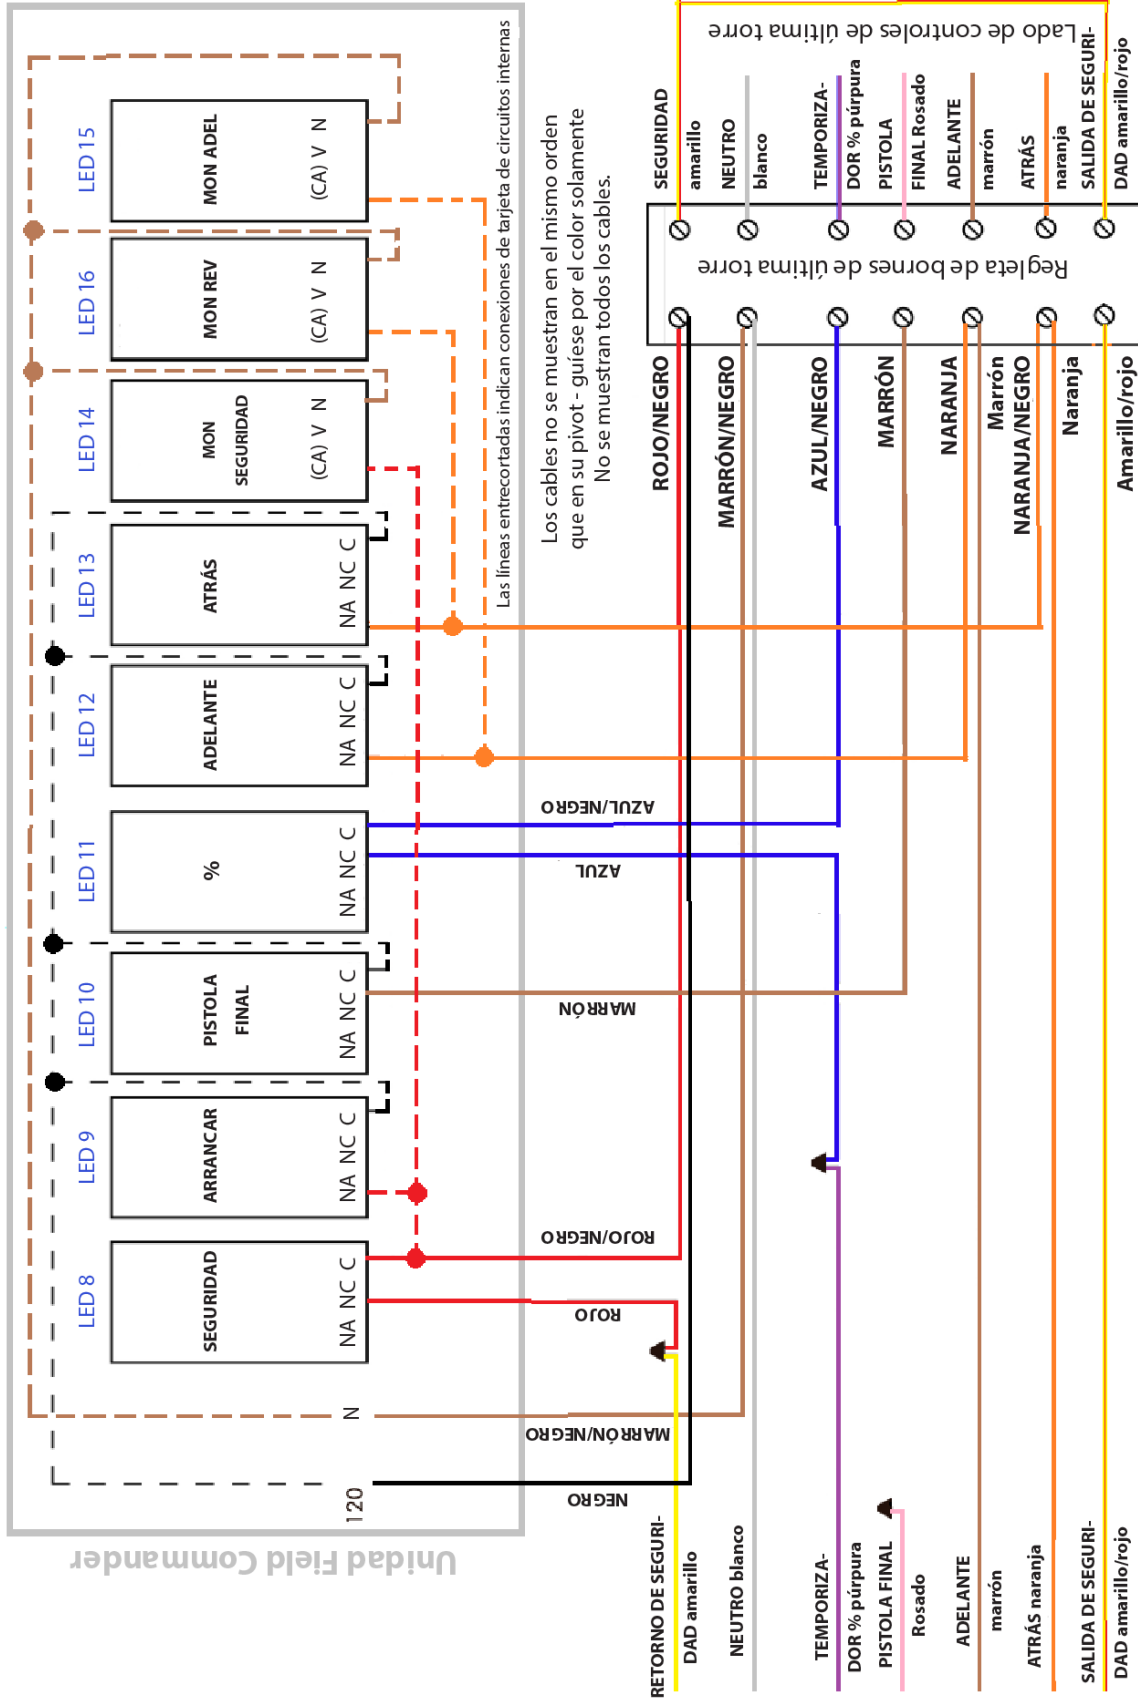 Unidad Field Commander
120
N
LED 8
SEGURIDAD
NA NC C
LED 9
ARRANCAR
NA NC C
LED 10
PISTOLA
FINAL
NA NC C
LED 11
%
NA NC C
LED 12
ADELANTE
NA NC C
LED 13
ATRÁS
NA NC C
LED 14
MON
SEGURIDAD
(CA) V N
LED 16
MON REV
(CA) V N
LED 15
MON ADEL
(CA) V N
Las líneas entrecortadas indican conexiones de tarjeta de circuitos internas
Los cables no se muestran en el mismo orden
que en su pivot - guíese por el color solamente
No se muestran todos los cables.
NEGRO
MARRÓN/NEGRO
ROJO
ROJO/NEGRO
MARRÓN
AZUL
AZUL/NEGRO
RETORNO DE SEGURI-
DAD amarillo
NEUTRO blanco
TEMPORIZA-
DOR % púrpura
PISTOLA FINAL
Rosado
ADELANTE
marrón
ATRÁS naranja
SALIDA DE SEGURI-
DAD amarillo/rojo
ROJO/NEGRO
MARRÓN/NEGRO
AZUL/NEGRO
MARRÓN
NARANJA
Marrón
NARANJA/NEGRO
Naranja
Amarillo/rojo
Regleta de bornes de última torre
SEGURIDAD
amarillo
NEUTRO
blanco
TEMPORIZA-
DOR % púrpura
PISTOLA
FINAL Rosado
ADELANTE
marrón
ATRÁS
naranja
SALIDA DE SEGURI-
DAD amarillo/rojo
Lado de controles de última torre